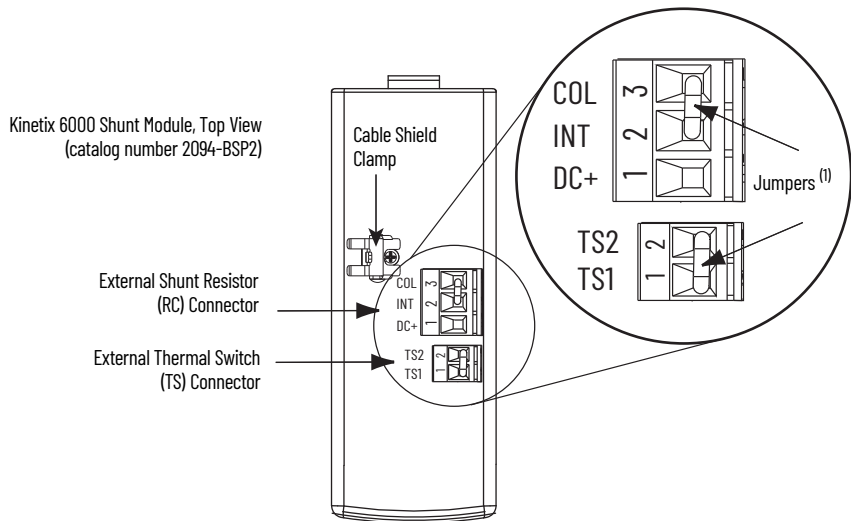 Kinetix 6000 Shunt Module, Top View
(catalog number 2094-BSP2)
Cable Shield
Clamp
External Shunt Resistor
(RC) Connector
External Thermal Switch
(TS) Connector
COL 3
INT 2
DC+ 1
TS2 2
TS1 1
COL 3
INT 2
DC+ 1
Jumpers (1)
TS2 2
TS1 1